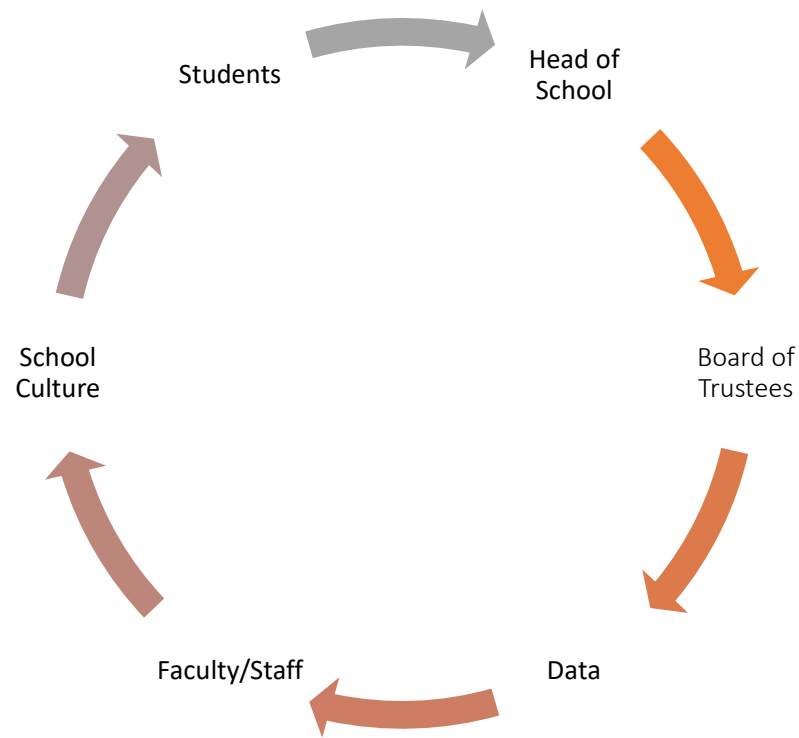 Students
Head of
School
Board of
Trustees
Data
Faculty/Staff
School
Culture